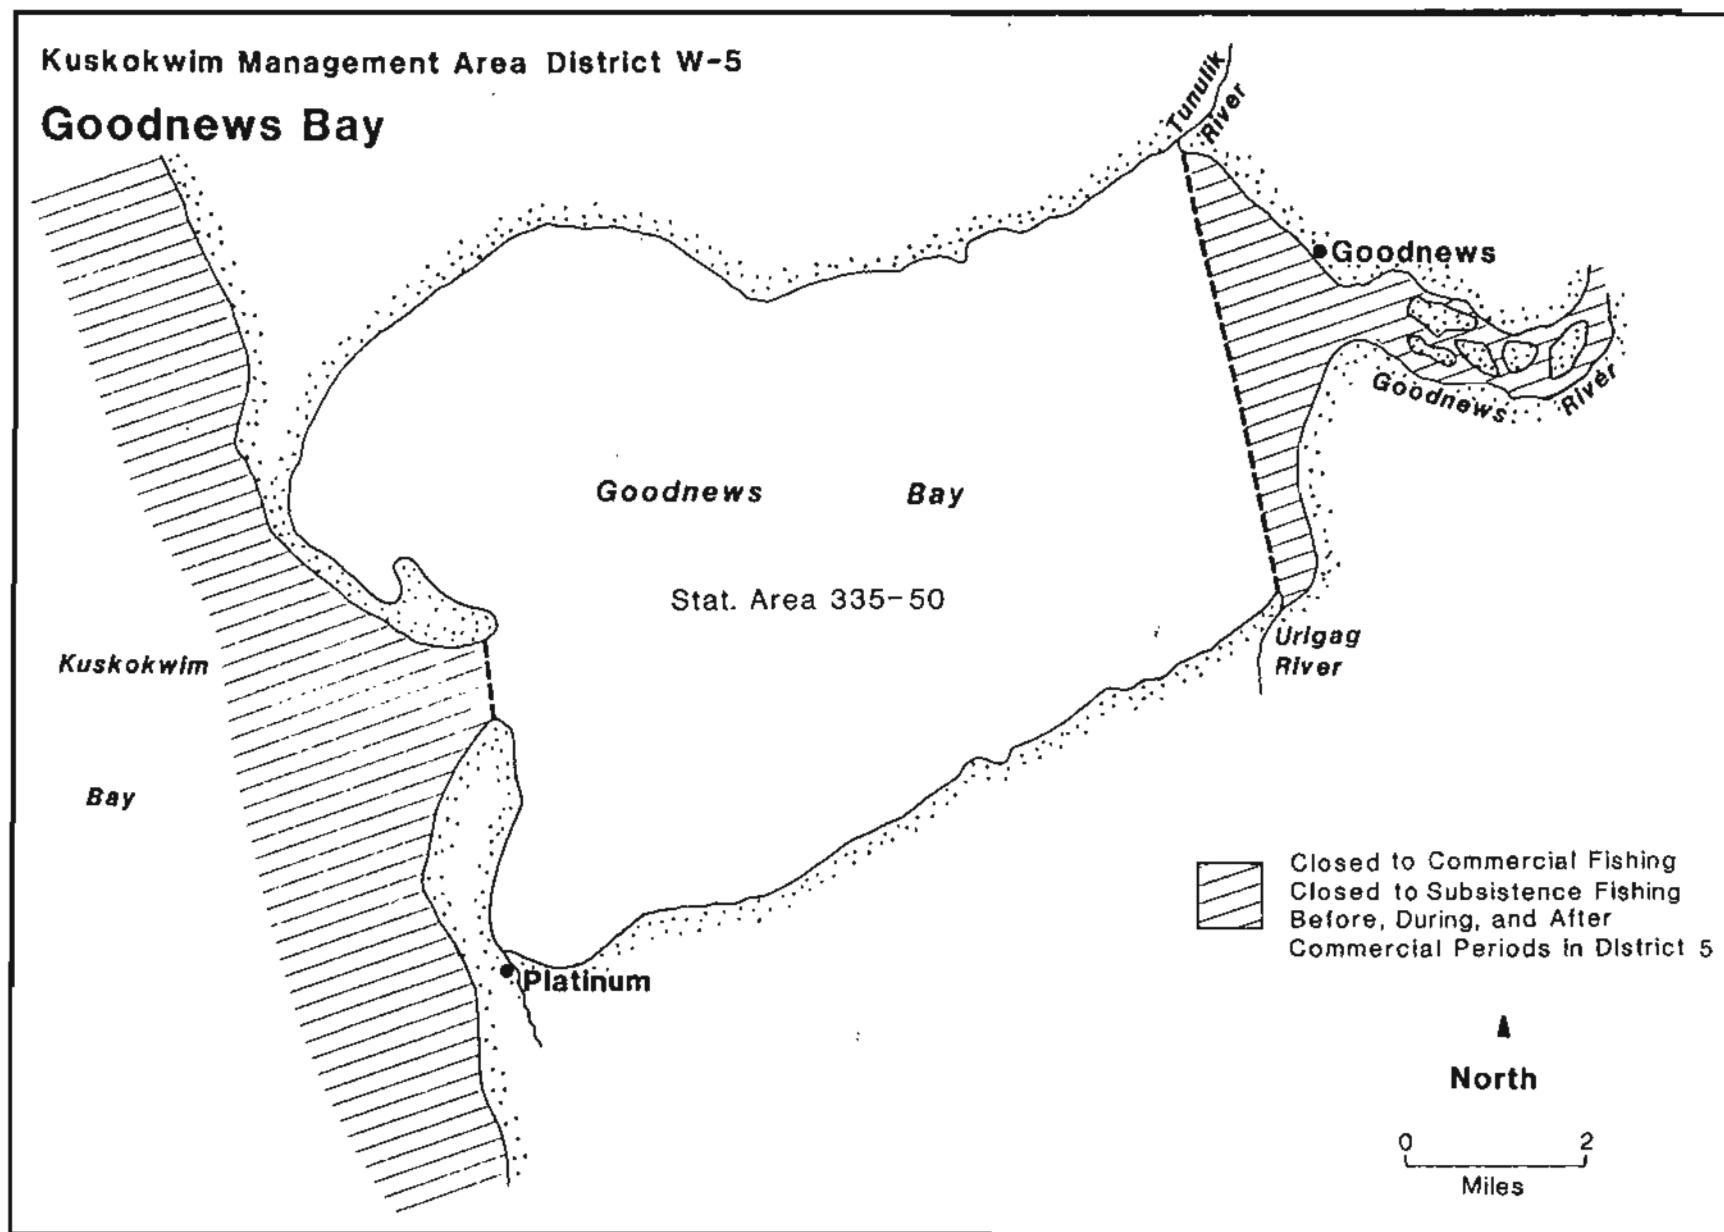 Kuskokwim Management Area District W-5
Goodnews Bay
Tunulik
River
Goodnews
Goodnews River
Goodnews Bay
Stat. Area 335-50
Urigag
River
Kuskokwim
Bay
Platinum
Closed to Commercial Fishing
Closed to Subsistence Fishing
Before, During, and After
Commercial Periods in District 5
North
0 2
Miles